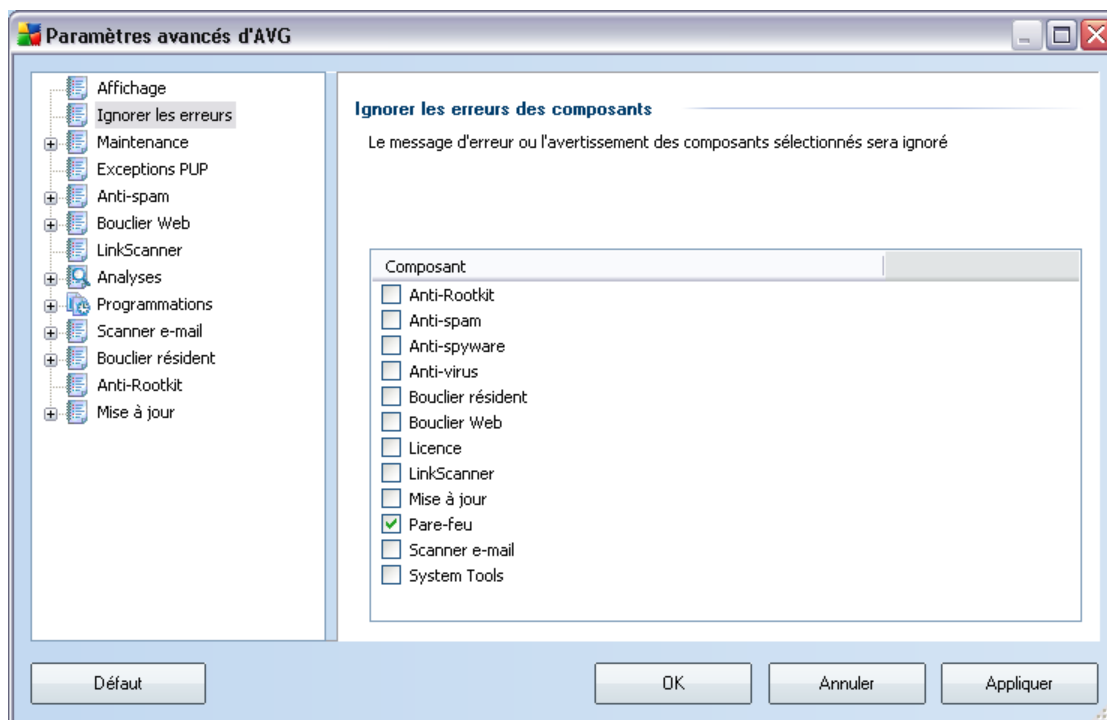 Paramètres avancés d'AVG
Affichage
Ignorer les erreurs
Maintenance
Exceptions PUP
Anti-spam
Bouclier Web
LinkScanner
Analyses
Programmations
Scanner e-mail
Bouclier résident
Anti-Rootkit
Mise à jour
Ignorer les erreurs des composants
Le message d'erreur ou l'avertissement des composants sélectionnés sera ignoré
Composant
Anti-Rootkit
Anti-spam
Anti-spyware
Anti-virus
Bouclier résident
Bouclier Web
Licence
LinkScanner
Mise à jour
Pare-feu
Scanner e-mail
System Tools
Défaut
OK
Annuler
Appliquer